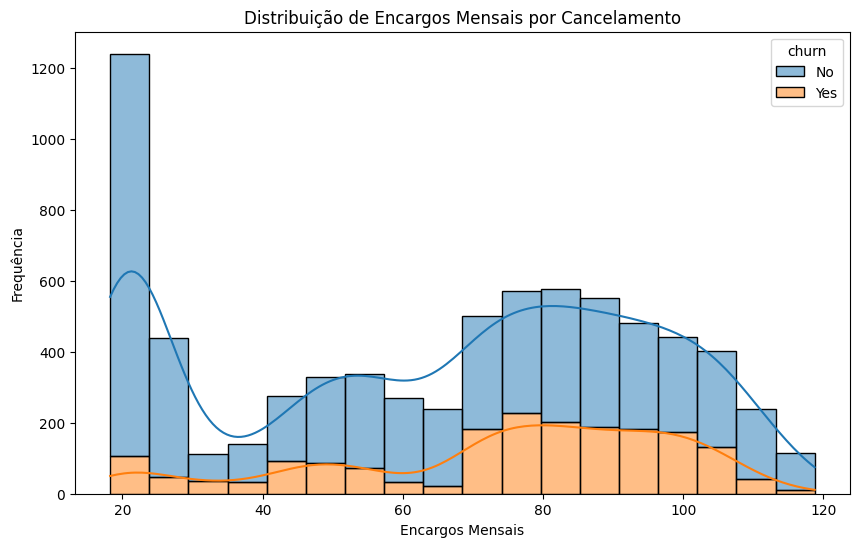 Distribuição de Encargos Mensais por Cancelamento
churn
No
Yes
Frequência
1200
1000
800
600
400
200
0
20 40 60 80 100 120
Encargos Mensais